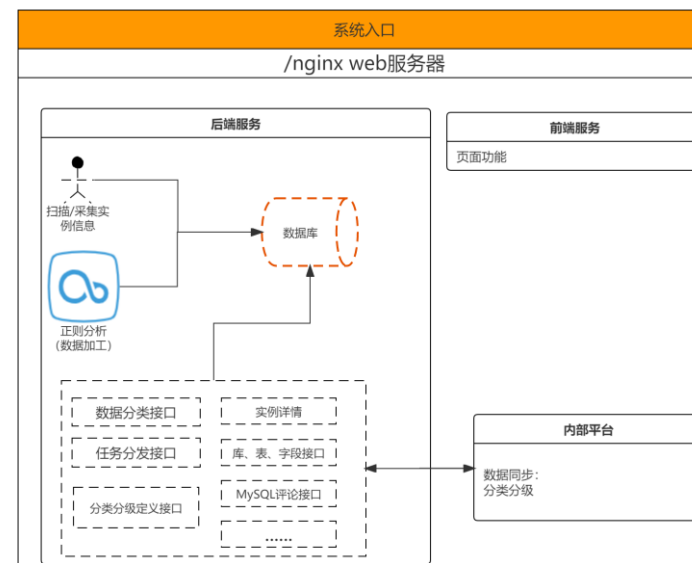 系统入口
/nginx web服务器
后端服务
扫描/采集实
例信息
正则分析
(数据加工)
数据库
数据分类接口
实例详情
任务分发接口
库、表、字段接口
分类分级定义接口
MySQL评论接口
......
前端服务
页面功能
内部平台
数据同步：
分类分级